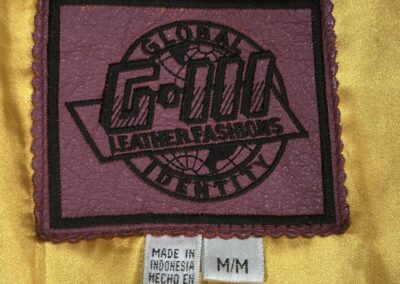 GLOBAL
G-III
LEATHER FASHIONS
IDENTITY
MADE IN
INDONESIA
HECHO EN
M/M